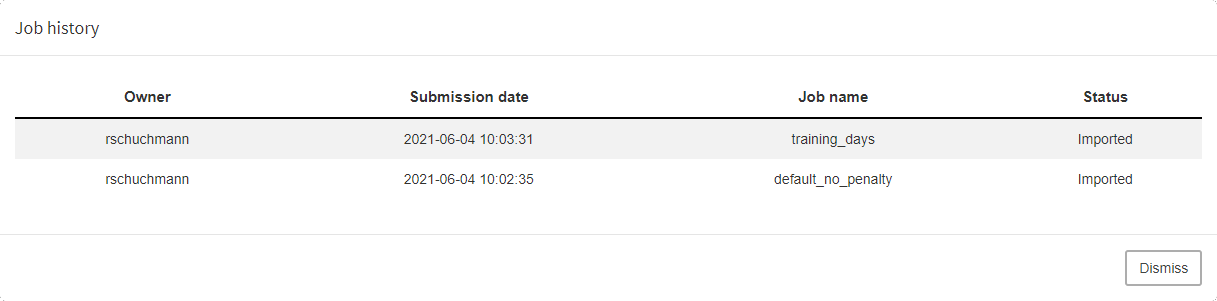 Job history
Owner Submission date Job name Status
rschuchmann 2021-06-04 10:03:31 training_days Imported
rschuchmann 2021-06-04 10:02:35 default_no_penalty Imported
Dismiss